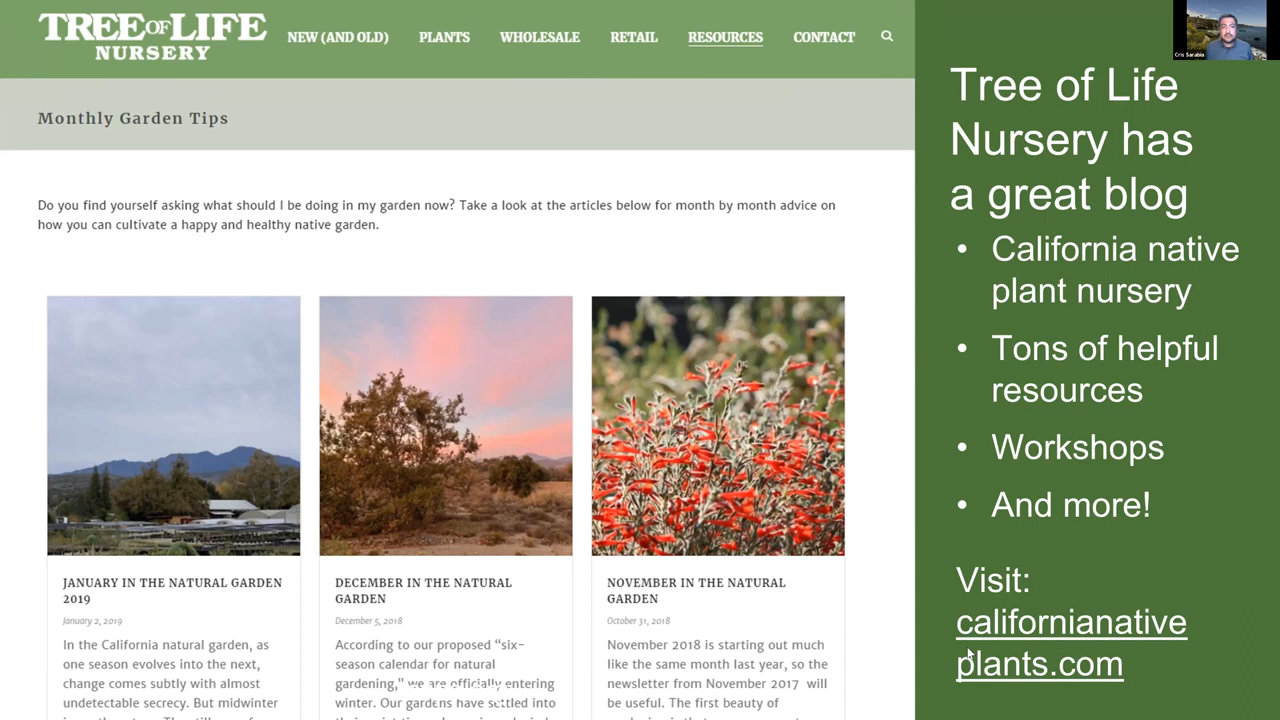 TREE OF LIFE
NURSERY
NEW (AND OLD) PLANTS WHOLESALE RETAIL RESOURCES CONTACT
Cris Sarabia
Monthly Garden Tips
Do you find yourself asking what should I be doing in my garden now? Take a look at the articles below for month by month advice on
how you can cultivate a happy and healthy native garden.
JANUARY IN THE NATURAL GARDEN
2019
January 2, 2019
In the California natural garden, as
one season evolves into the next,
change comes subtly with almost
undetectable secrecy. But midwinter
DECEMBER IN THE NATURAL
GARDEN
December 5, 2018
According to our proposed “six-
season calendar for natural
gardening,” we are officially entering
winter. Our gardens have settled into
NOVEMBER IN THE NATURAL
GARDEN
October 31, 2018
November 2018 is starting out much
like the same month last year, so the
newsletter from November 2017 will
be useful. The first beauty of
Tree of Life
Nursery has
a great blog
• California native
plant nursery
• Tons of helpful
resources
• Workshops
• And more!
Visit:
californianative
plants.com